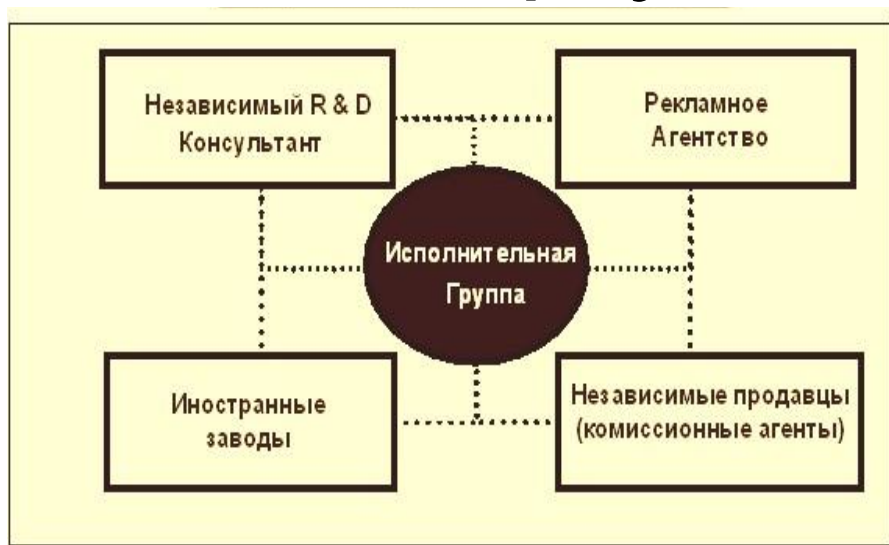 Независимый R & D
Консультант
Рекламное
Агентство
Исполнительная
Группа
Иностранные
заводы
Независимые продавцы
(комиссионные агенты)